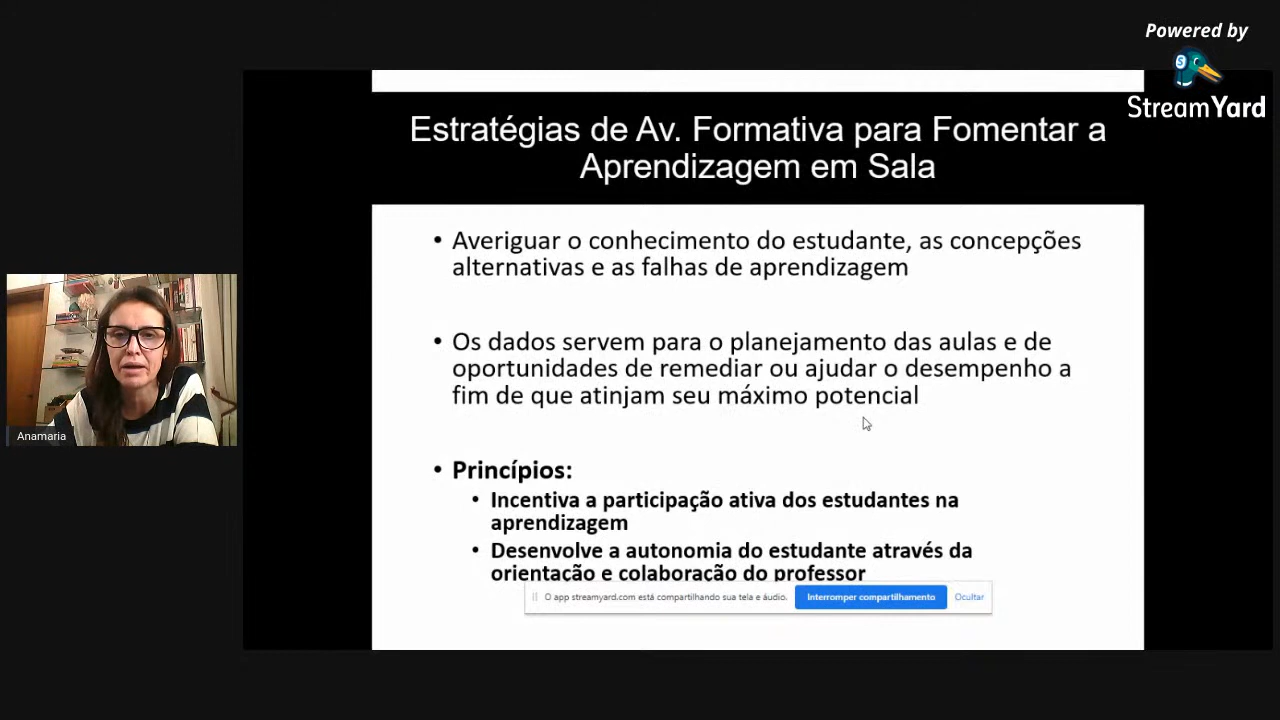 Powered by
StreamYard
Estratégias de Av. Formativa para Fomentar a
Aprendizagem em Sala
• Averiguar o conhecimento do estudante, as concepções
alternativas e as falhas de aprendizagem
• Os dados servem para o planejamento das aulas e de
oportunidades de remediar ou ajudar o desempenho a
fim de que atinjam seu máximo potencial
• Princípios:
• Incentiva a participação ativa dos estudantes na
aprendizagem
• Desenvolve a autonomia do estudante através da
orientação e colaboração do professor
O app streamyard.com está compartilhando sua tela e áudio.
Interromper compartilhamento
Ocultar
Anamaria